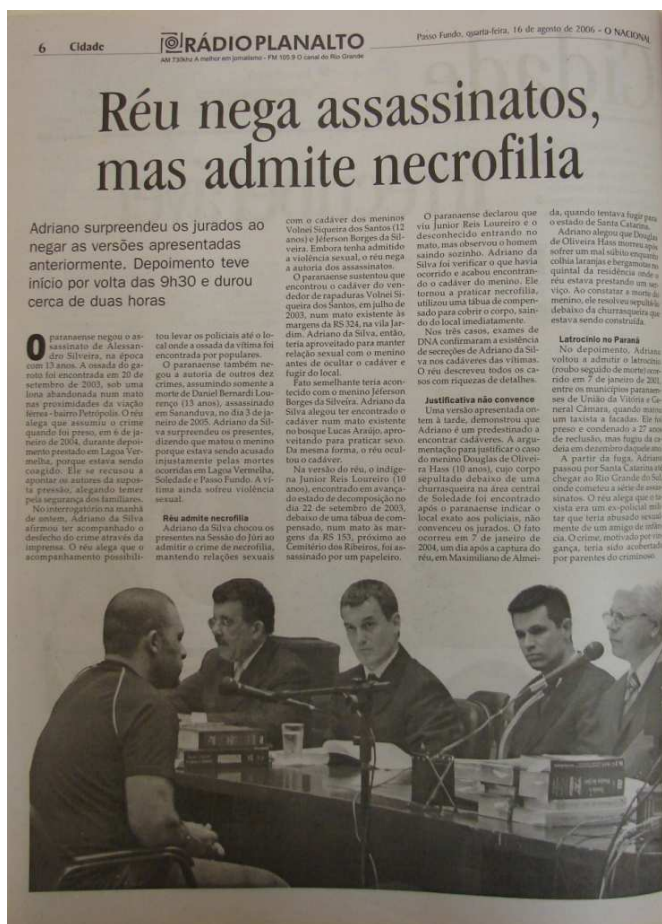 6 Cidade
RÁDIOPLANALTO
AM 730khz A melhor em jornalismo - FM 105.9 O canal do Rio Grande
Passo Fundo, quarta-feira, 16 de agosto de 2006 - O NACIONAL
Réu nega assassinatos,
mas admite necrofilia
Adriano surpreendeu os jurados ao
negar as versões apresentadas
anteriormente. Depoimento teve
início por volta das 9h30 e durou
cerca de duas horas
O paranaense negou o as-
sassinato de Alessan-
dro Silveira, na época
com 13 anos. A ossada do ga-
roto foi encontrada em 20 de
setembro de 2003, sob uma
lona abandonada num mato
nas proximidades da viação
férrea - bairro Petrópolis. O réu
alega que assumiu o crime
quando foi preso, em 6 de ja-
neiro de 2004, durante depoi-
mento prestado em Lagoa Ver-
melha, porque estava sendo
coagido. Ele se recusou a
apontar os autores da supos-
ta pressão, alegando temer
pela segurança dos familiares.
No interrogatório na manhã
de ontem, Adriano da Silva
afirmou ter acompanhado o
desfecho do crime através da
imprensa. O réu alega que o
acompanhamento possibili-
tou levar os policiais até o lo-
cal onde a ossada da vítima foi
encontrada por populares.
O paranaense também ne-
gou a autoria de outros dez
crimes, assumindo somente a
morte de Daniel Bernardi Lou-
renço (13 anos), assassinado
em Sananduva, no dia 3 de ja-
neiro de 2005. Adriano da Sil-
va surpreendeu os presentes,
dizendo que matou o menino
porque estava sendo acusado
injustamente pelas mortes
ocorridas em Lagoa Vermelha,
Soledade e Passo Fundo. A ví-
tima ainda sofreu violência
sexual.
Réu admite necrofilia
Adriano da Silva chocou os
presentes na Sessão do Júri ao
admitir o crime de necrofilia,
mantendo relações sexuais
com o cadáver dos meninos
Volnei Siqueira dos Santos (12
anos) e Jéferson Borges da Sil-
veira. Embora tenha admitido
a violência sexual, o réu nega
a autoria dos assassinatos.
O paranaense sustentou que
encontrou o cadáver do ven-
dedor de rapaduras Volnei Si-
queira dos Santos, em julho de
2003, num mato existente às
margens da RS 324, na vila Jar-
dim. Adriano da Silva, então,
teria aproveitado para manter
relação sexual com o menino
antes de ocultar o cadáver e
fugir do local.
Fato semelhante teria acon-
tecido com o menino Jéferson
Borges da Silveira. Adriano da
Silva alega ter encontrado o
cadáver num mato existente
no bosque Lucas Araújo, apro-
veitando para praticar sexo.
Da mesma forma, o réu ocul-
tou o cadáver.
Na versão do réu, o indíge-
na Junior Reis Loureiro (10
anos), encontrado em avança-
do estado de decomposição no
dia 22 de setembro de 2003,
debaixo de uma tábua de com-
pensado, num mato às mar-
gens da RS 153, próximo ao
Cemitério dos Ribeiros, foi as-
sassinado por um papeleiro.
O paranaense declarou que
viu Junior Reis Loureiro e o
desconhecido entrando no
mato, mas observou o homem
saindo sozinho. Adriano da
Silva foi verificar o que havia
ocorrido e acabou encontran-
do o cadáver do menino. Ele
tornou a praticar necrofilia,
utilizou uma tábua de compen-
sado para cobrir o corpo, sain-
do do local imediatamente.
Nos três casos, exames de
DNA confirmaram a existência
de secreções de Adriano da Sil-
va nos cadáveres das vítimas.
O réu descreveu todos os ca-
sos com riquezas de detalhes.
Justificativa não convence
Uma versão apresentada on-
tem à tarde, demonstrou que
Adriano é um predestinado a
encontrar cadáveres. A argu-
mentação para justificar o caso
do menino Douglas de Olivei-
ra Hass (10 anos), cujo corpo
sepultado debaixo de uma
churrasqueira na área central
de Soledade foi encontrado
após o paranaense indicar o
local exato aos policiais, não
convenceu os jurados. O fato
ocorreu em 7 de janeiro de
2004, um dia após a captura do
réu, em Maximiliano de Almei-
da, quando tentava fugir para
o estado de Santa Catarina.
Adriano alegou que Douglas
de Oliveira Hass morreu após
sofrer um mal súbito enquanto
colhia laranjas e bergamotas no
quintal da residência onde o
réu estava prestando um ser-
viço. Ao constatar a morte do
menino, ele resolveu sepultá-lo
debaixo da churrasqueira que
estava sendo construída.
Latrocínio no Paraná
No depoimento, Adriano
voltou a admitir o latrocínio
(roubo seguido de morte) ocor-
rido em 7 de janeiro de 2001,
entre os municípios paranaen-
ses de União da Vitória e Ge-
neral Câmara, quando matou
um taxista a facadas. Ele foi
preso e condenado a 27 anos
de reclusão, mas fugiu da ca-
deia em dezembro daquele ano.
A partir da fuga, Adriano
passou por Santa Catarina até
chegar ao Rio Grande do Sul,
onde cometeu a série de assas-
sinatos. O réu alega que o ta-
xista era um ex-policial mili-
tar que teria abusado sexual-
mente de um amigo de infân-
cia. O crime, motivado por vin-
gança, teria sido acobertado
por parentes do criminoso.